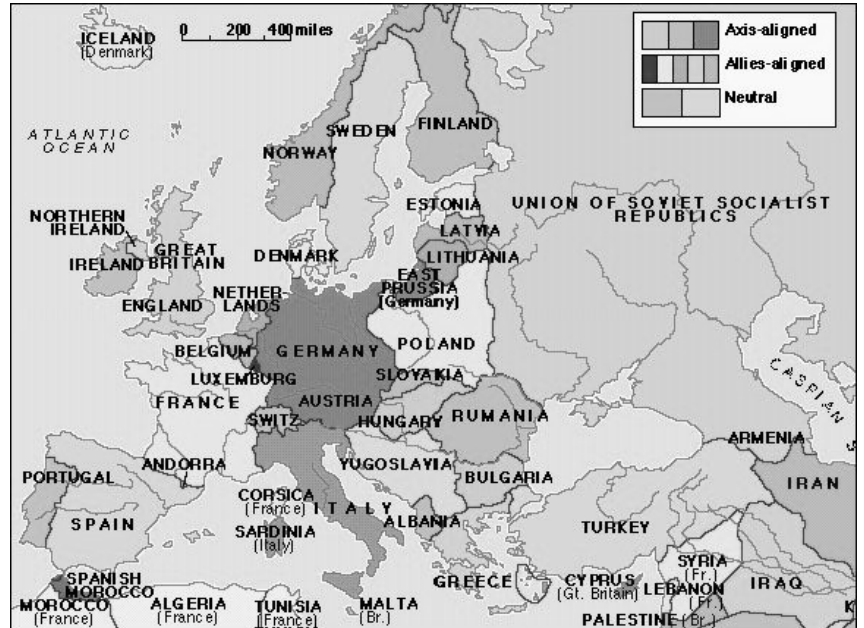 ICELAND
(Denmark)
0 200 400 miles
Axis-aligned
Allies-aligned
Neutral
ATLANTIC
OCEAN
SWEDEN
FINLAND
NORWAY
ESTONIA
UNION OF SOVIET SOCIALIST
REPUBLICS
LATVIA
LITHUANIA
NORTHERN
IRELAND
GREAT
BRITAIN
IRELAND
DENMARK
EAST
PRUSSIA
(Germany)
ENGLAND
NETHER
LANDS
POLAND
BELGIUM
GERMANY
LUXEMBURG
SLOVAKIA
CASPIAN S
FRANCE
AUSTRIA
SWITZ
HUNGARY
RUMANIA
ARMENIA
YUGOSLAVIA
ANDORRA
PORTUGAL
BULGARIA
IRAN
CORSICA
(France)
ITALY
SPAIN
ALBANIA
TURKEY
SARDINIA
(Italy)
SYRIA
(Fr.)
SPANISH
MOROCCO
GREECE
CYPRUS
(Gt. Britain)
LEBANON
(Fr.)
IRAQ
MOROCCO
(France)
ALGERIA
(France)
TUNISIA
(France)
MALTA
(Br.)
PALESTINE(Br.)
K